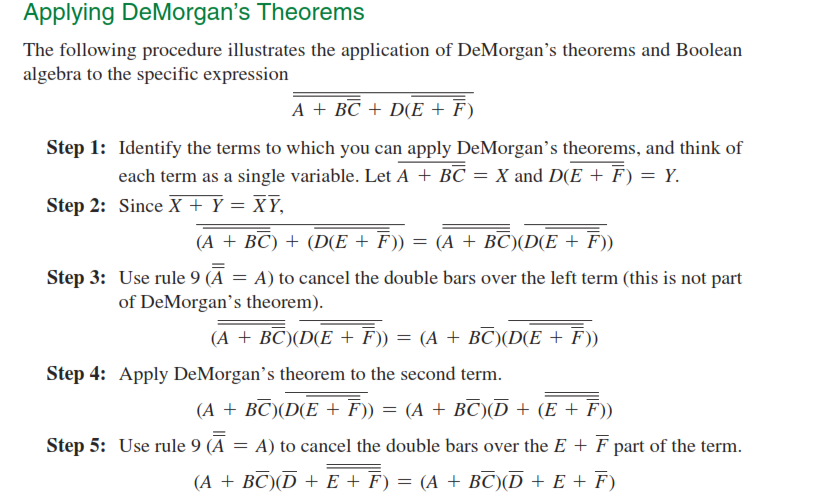 Applying DeMorgan's Theorems
The following procedure illustrates the application of DeMorgan's theorems and Boolean
algebra to the specific expression
$\overline{\overline{A + B\overline{C}} + D(\overline{E + \overline{F}})}$
Step 1: Identify the terms to which you can apply DeMorgan's theorems, and think of
each term as a single variable. Let $\overline{A + B\overline{C}} = X$ and $D(\overline{E + \overline{F}}) = Y$.
Step 2: Since $\overline{X + Y} = \overline{X}\,\overline{Y}$,
$\overline{(\overline{A + B\overline{C}}) + (D(\overline{E + \overline{F}}))} = (\overline{\overline{A + B\overline{C}}})(\overline{D(\overline{E + \overline{F}})})$
Step 3: Use rule 9 ($\overline{\overline{A}} = A$) to cancel the double bars over the left term (this is not part
of DeMorgan's theorem).
$(\overline{\overline{A + B\overline{C}}})(\overline{D(\overline{E + \overline{F}})}) = (A + B\overline{C})(\overline{D(\overline{E + \overline{F}})})$
Step 4: Apply DeMorgan's theorem to the second term.
$(A + B\overline{C})(\overline{D(\overline{E + \overline{F}})}) = (A + B\overline{C})(\overline{D} + (\overline{\overline{E + \overline{F}}}))$
Step 5: Use rule 9 ($\overline{\overline{A}} = A$) to cancel the double bars over the $E + \overline{F}$ part of the term.
$(A + B\overline{C})(\overline{D} + \overline{\overline{E + \overline{F}}}) = (A + B\overline{C})(\overline{D} + E + \overline{F})$